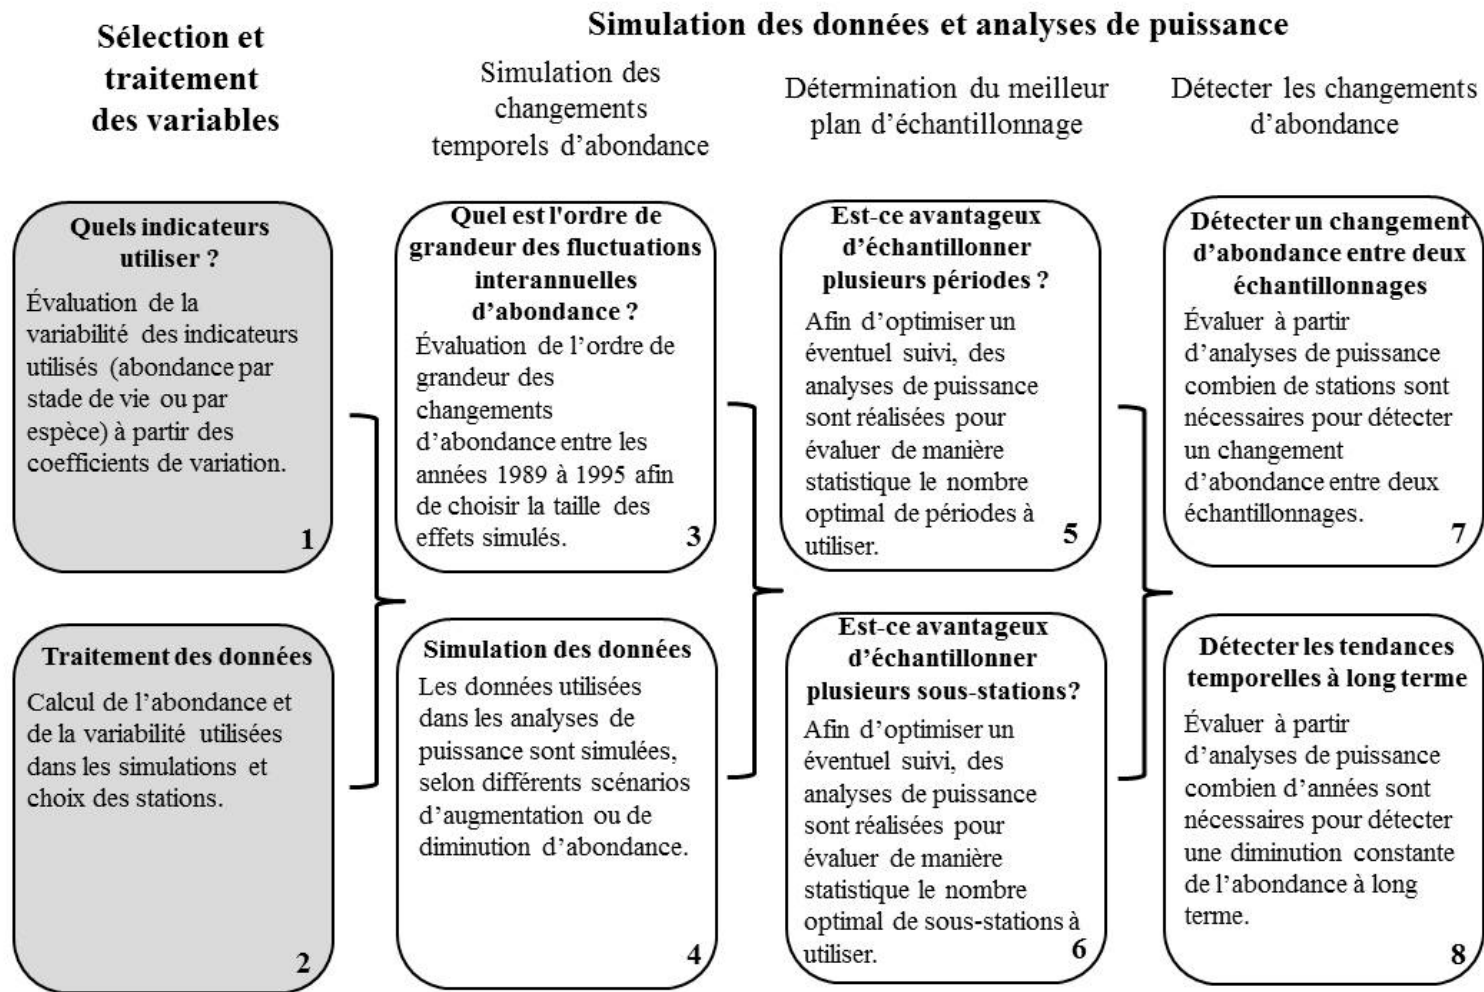 Sélection et
traitement
des variables
Simulation des données et analyses de puissance
Simulation des
changements
temporels d’abondance
Détermination du meilleur
plan d’échantillonnage
Détecter les changements
d’abondance
Quels indicateurs
utiliser ?
Évaluation de la
variabilité des indicateurs
utilisés (abondance par
stade de vie ou par
espèce) à partir des
coefficients de variation.
1
Traitement des données
Calcul de l’abondance et
de la variabilité utilisées
dans les simulations et
choix des stations.
2
Quel est l'ordre de
grandeur des fluctuations
interannuelles
d’abondance ?
Évaluation de l’ordre de
grandeur des
changements
d’abondance entre les
années 1989 à 1995 afin
de choisir la taille des
effets simulés.
3
Simulation des données
Les données utilisées
dans les analyses de
puissance sont simulées,
selon différents scénarios
d’augmentation ou de
diminution d’abondance.
4
Est-ce avantageux
d’échantillonner
plusieurs périodes ?
Afin d’optimiser un
éventuel suivi, des
analyses de puissance
sont réalisées pour
évaluer de manière
statistique le nombre
optimal de périodes à
utiliser.
5
Est-ce avantageux
d’échantillonner
plusieurs sous-stations?
Afin d’optimiser un
éventuel suivi, des
analyses de puissance
sont réalisées pour
évaluer de manière
statistique le nombre
optimal de sous-stations à
utiliser.
6
Détecter un changement
d’abondance entre deux
échantillonnages
Évaluer à partir
d’analyses de puissance
combien de stations sont
nécessaires pour détecter
un changement
d’abondance entre deux
échantillonnages.
7
Détecter les tendances
temporelles à long terme
Évaluer à partir
d’analyses de puissance
combien d’années sont
nécessaires pour détecter
une diminution constante
de l’abondance à long
terme.
8